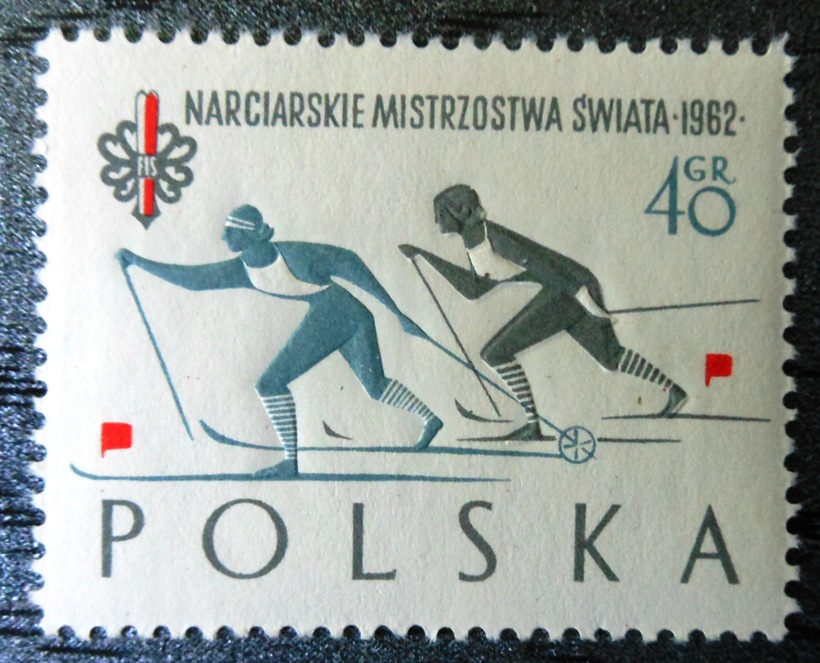 NARCIARSKIE MISTRZOSTWA ŚWIATA·1962·
FIS
40 GR
POLSKA